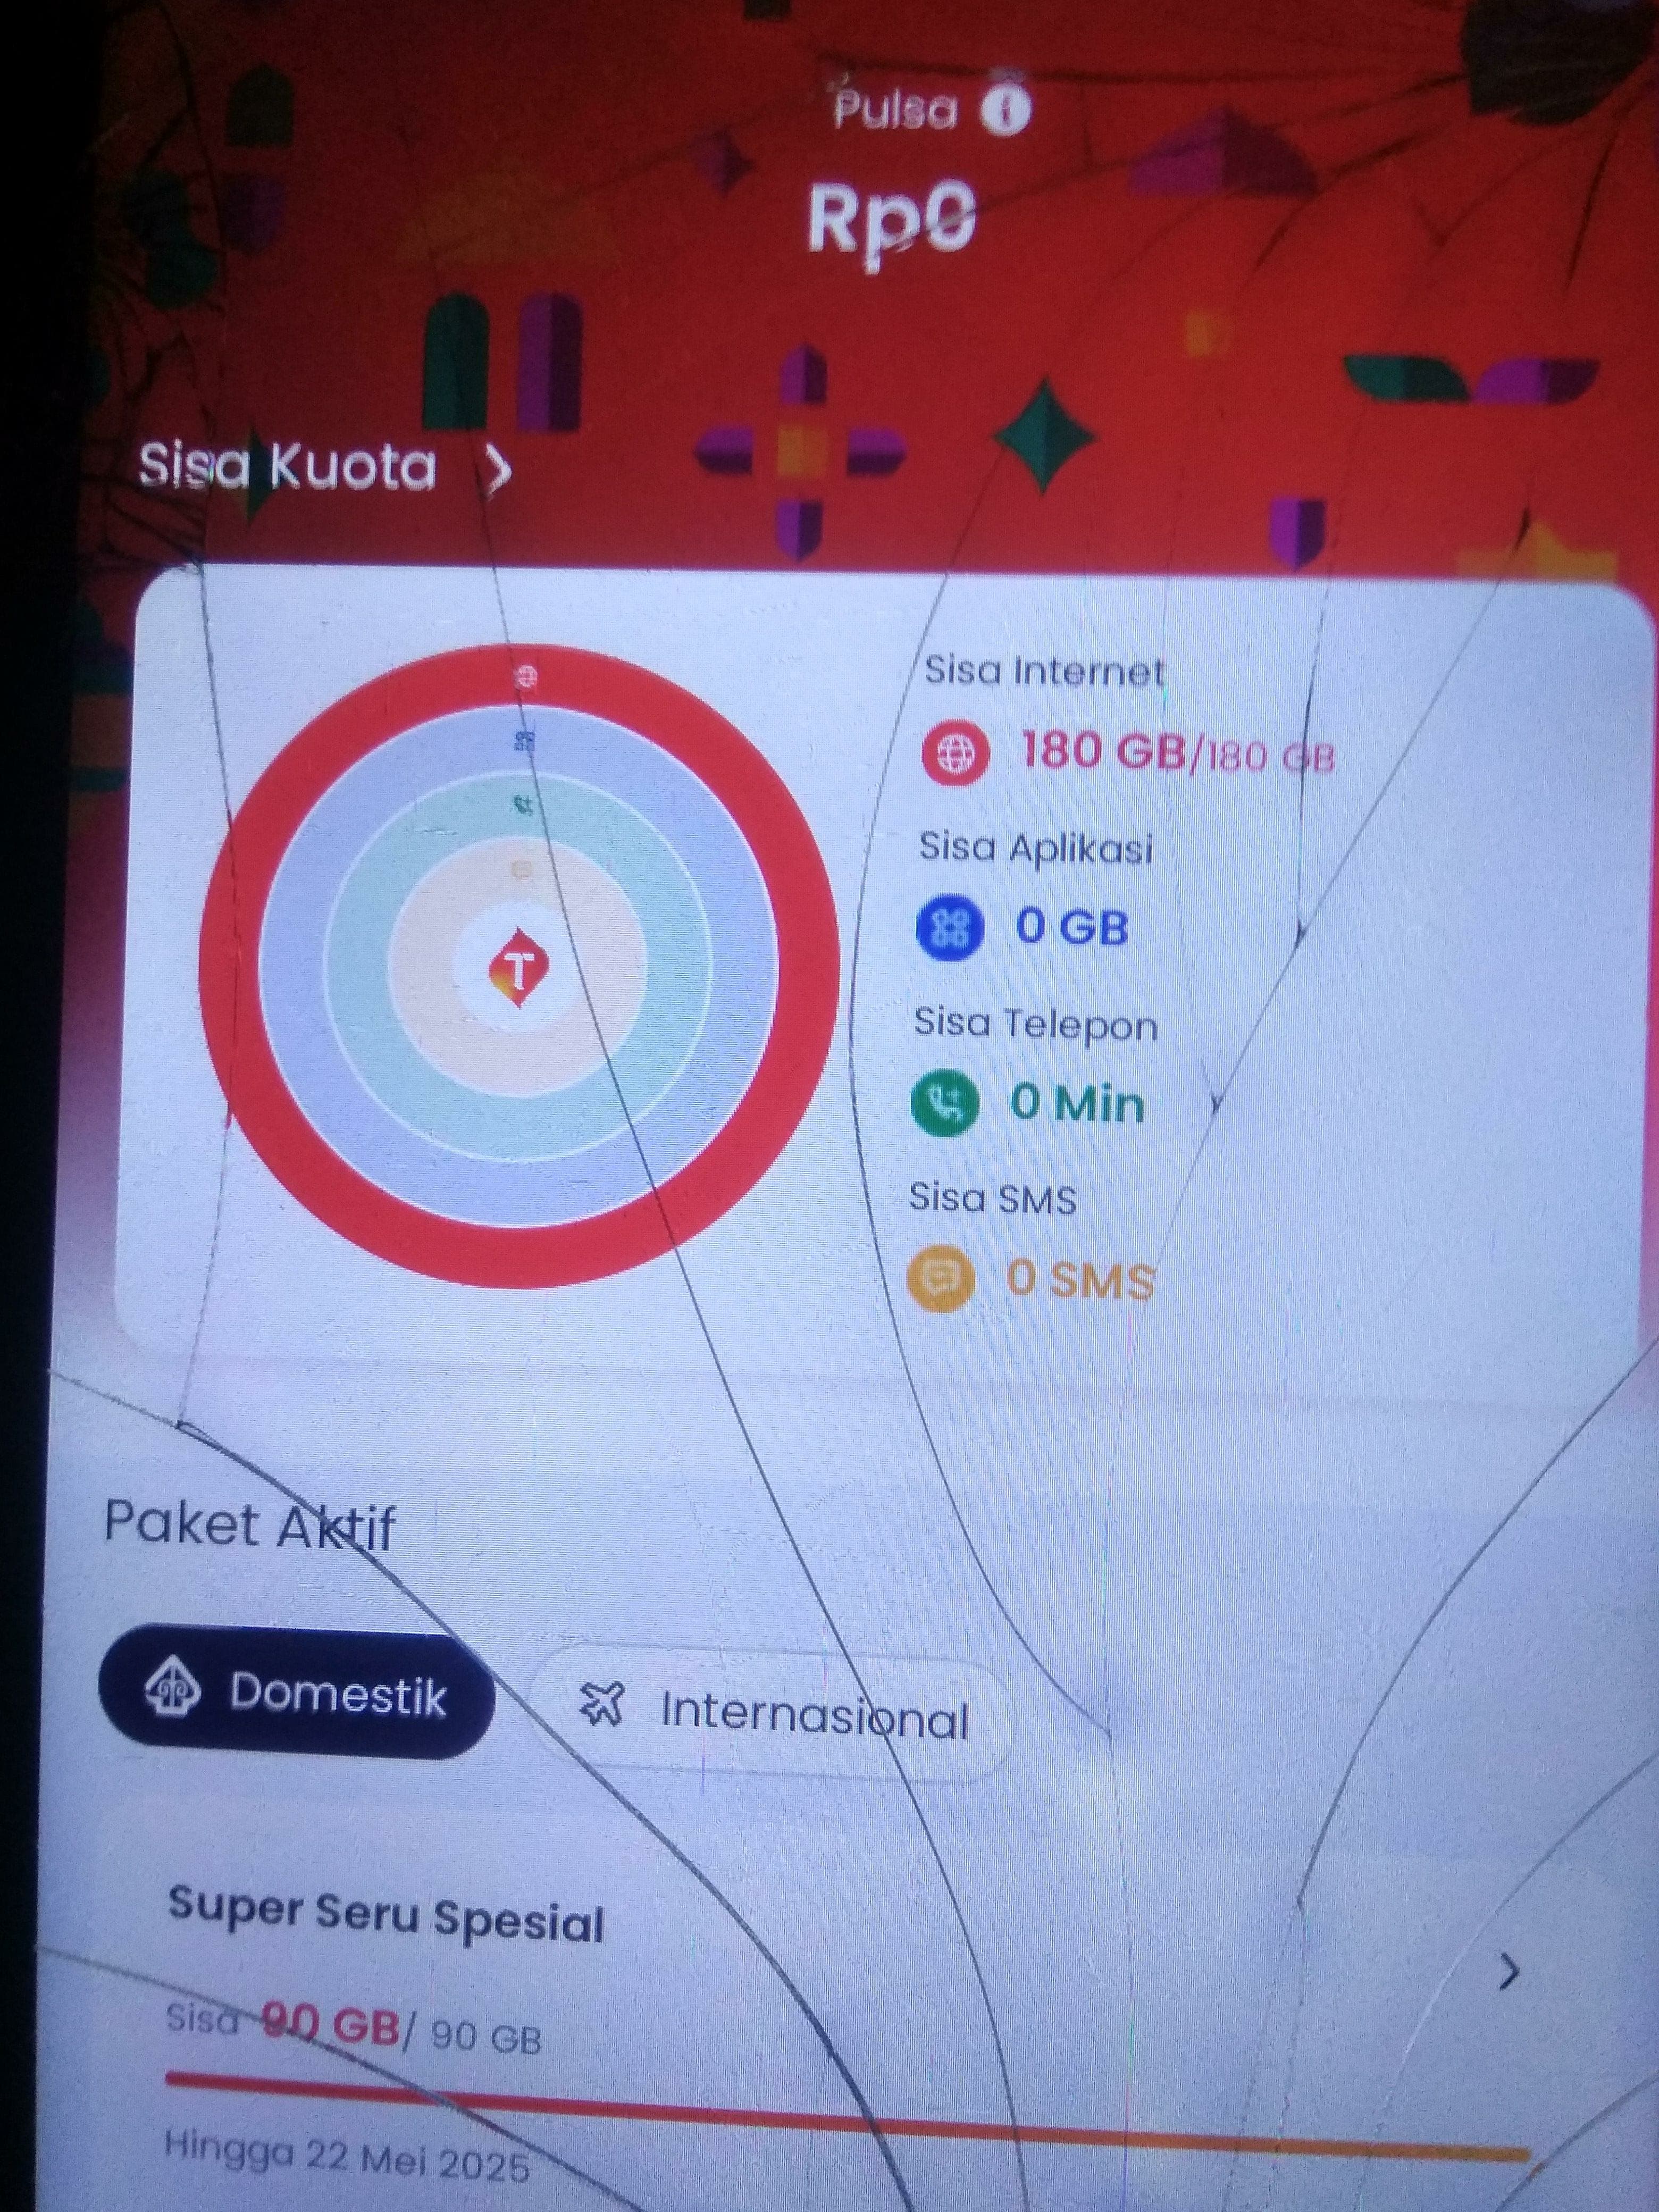 Pulsa
Rp0
Sisa Kuota
Sisa Internet
180 GB/180 GB
Sisa Aplikasi
0 GB
Sisa Telepon
0 Min
Sisa SMS
0 SMS
T
Paket Aktif
Domestik
Internasional
Super Seru Spesial
Sisa 90 GB/ 90 GB
Hingga 22 Mei 2025